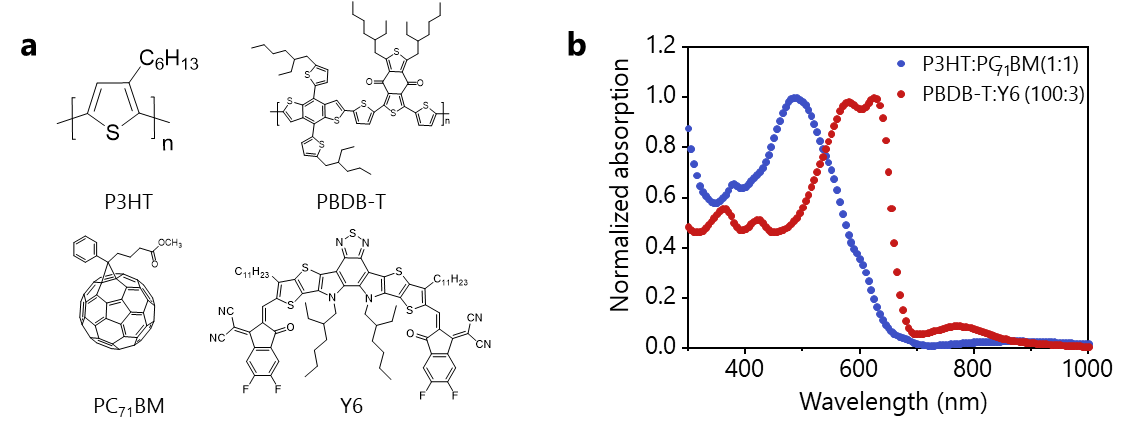 a
C₆H₁₃
S
n
P3HT
S
S
S
S
S
O
O
S
S
S
S
n
PBDB-T
OCH₃
O
PC₇₁BM
S
N
N
C₁₁H₂₃
S
S
C₁₁H₂₃
S
N
N
S
CN
NC
O
O
CN
CN
F
F
F
F
Y6
b
Normalized absorption
1.2
1.0
0.8
0.6
0.4
0.2
0.0
P3HT:PC₇₁BM(1:1)
PBDB-T:Y6 (100:3)
400
600
800
1000
Wavelength (nm)